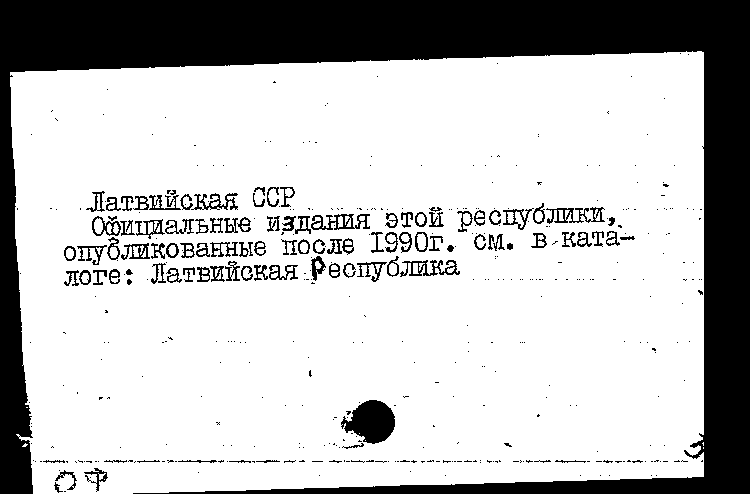 Латвийская ССР
Официальные издания этой республики,
опубликованные после 1990г. см. в ката-
логе: Латвийская Республика
ОФ